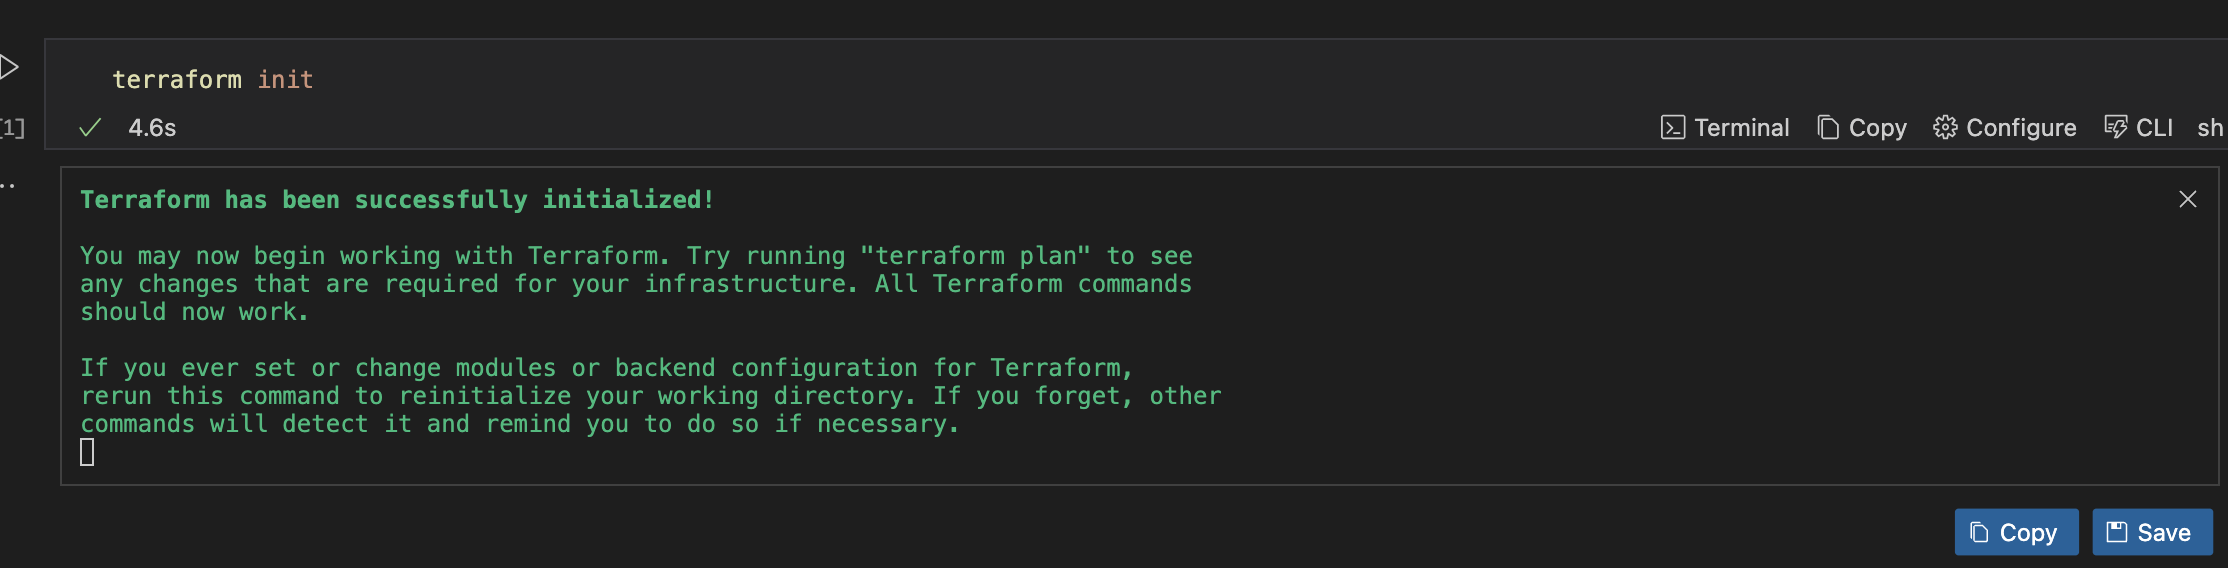 terraform init
[1]
4.6s
Terminal Copy Configure CLI sh
Terraform has been successfully initialized!
You may now begin working with Terraform. Try running "terraform plan" to see
any changes that are required for your infrastructure. All Terraform commands
should now work.
If you ever set or change modules or backend configuration for Terraform,
rerun this command to reinitialize your working directory. If you forget, other
commands will detect it and remind you to do so if necessary.
Copy Save